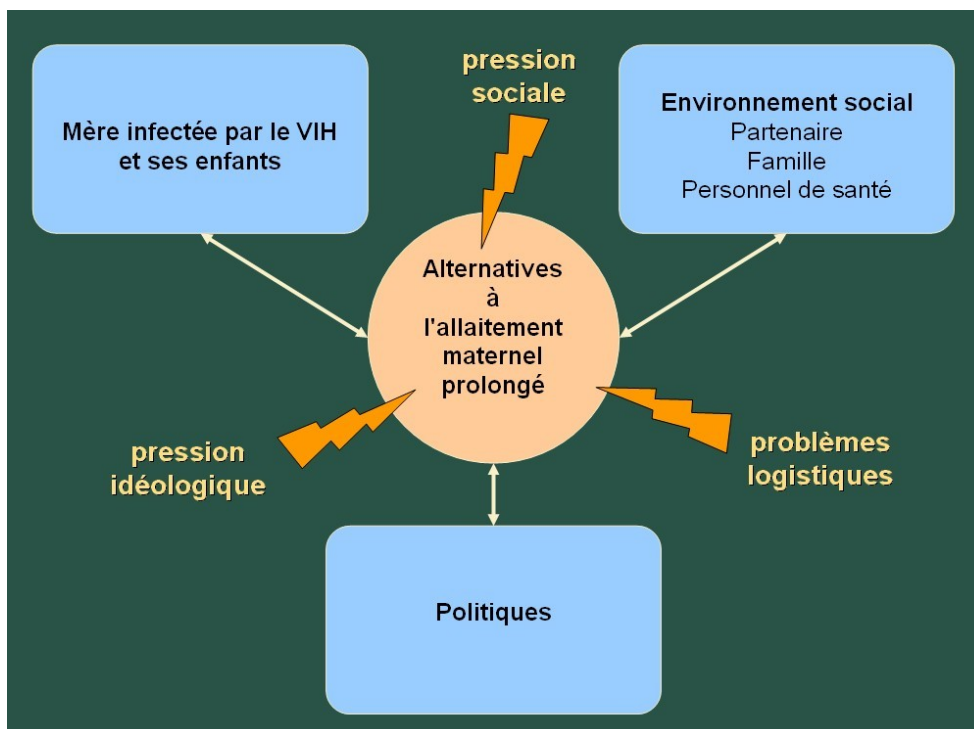 pression
sociale
Mère infectée par le VIH
et ses enfants
Environnement social
Partenaire
Famille
Personnel de santé
Alternatives
à
l'allaitement
maternel
prolongé
pression
idéologique
problèmes
logistiques
Politiques